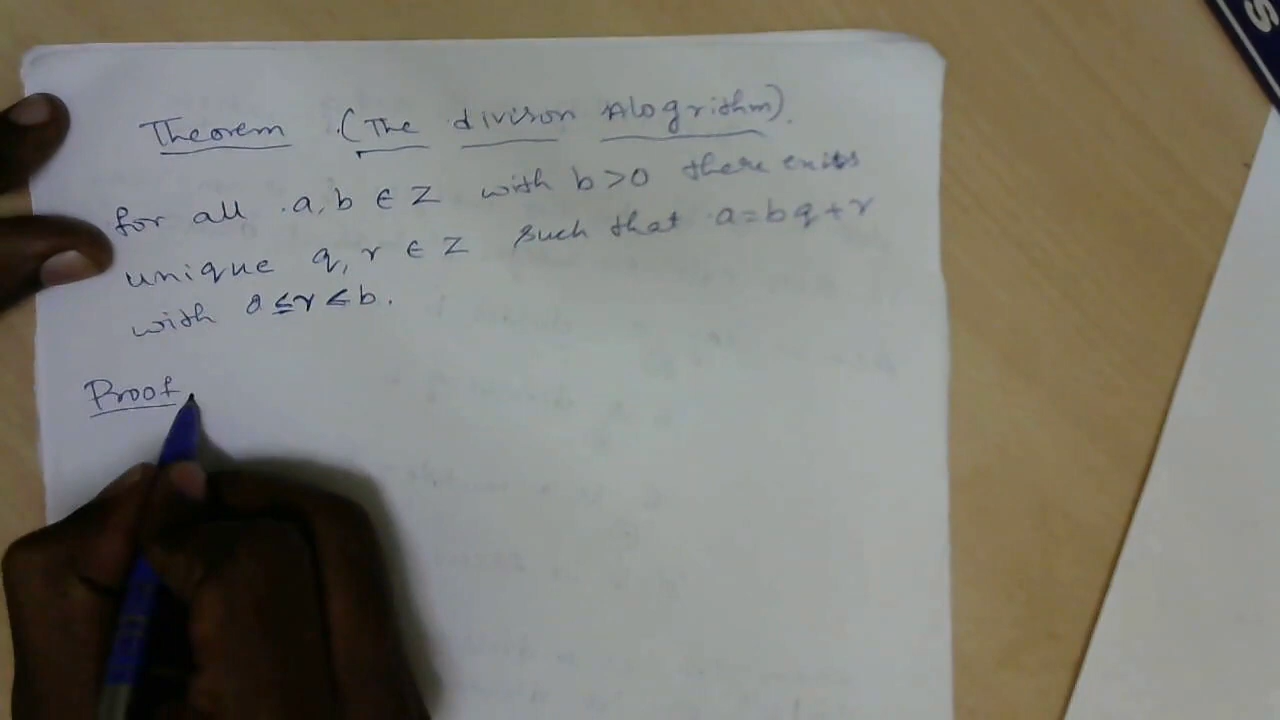 Theorem (The divison Alogrithm).
for all a, b ∈ Z with b>0 there exits
unique q, r ∈ Z such that a=bq+r
with 0 ≤ r < b.
Proof
S